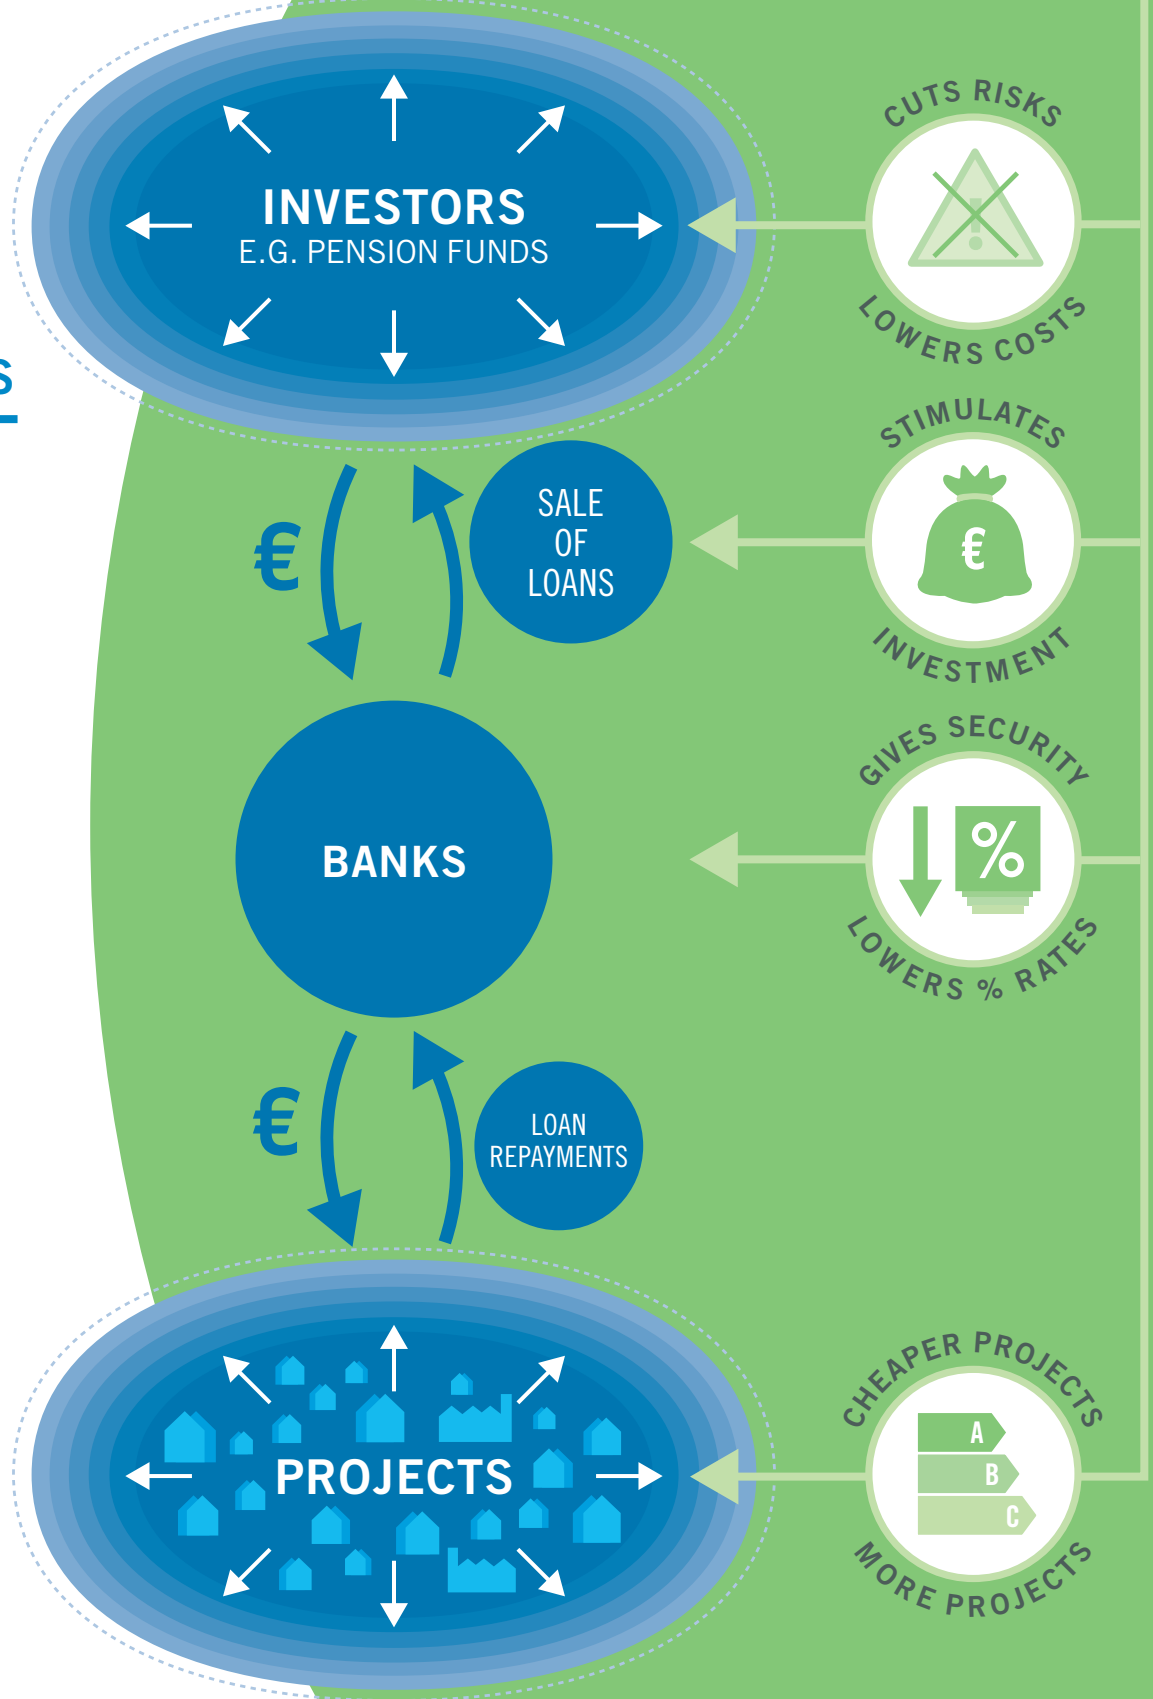 INVESTORS
E.G. PENSION FUNDS
CUTS RISKS
LOWERS COSTS
S
€
SALE
OF
LOANS
STIMULATES
€
INVESTMENT
BANKS
GIVES SECURITY
%
LOWERS % RATES
€
LOAN
REPAYMENTS
PROJECTS
CHEAPER PROJECTS
A
B
C
MORE PROJECTS